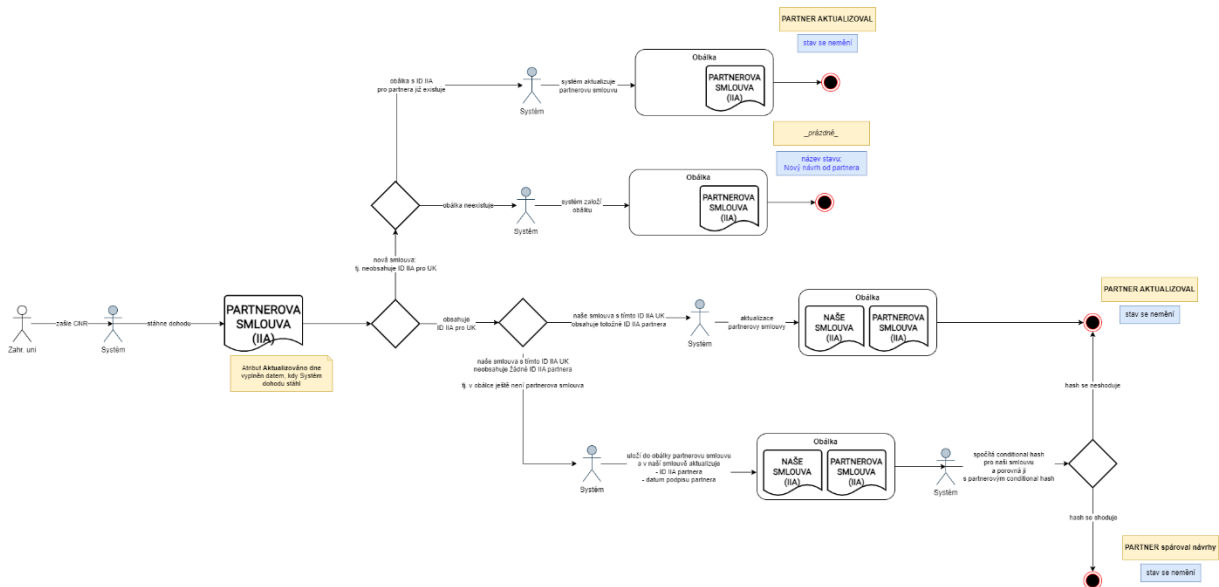 PARTNER AKTUALIZOVAL
stav se nemění
obálka s ID IIA
pro partnera již existuje
Systém
systém aktualizuje
partnerovu smlouvu
Obálka
PARTNEROVA
SMLOUVA
(IIA)
_prázdné_
název stavu:
Nový návrh od partnera
obálka neexistuje
Systém
systém založí
obálku
Obálka
PARTNEROVA
SMLOUVA
(IIA)
nová smlouva:
tj. neobsahuje ID IIA pro UK
Zahr. uni
zašle CNR
Systém
stáhne dohodu
PARTNEROVA
SMLOUVA
(IIA)
Atribut Aktualizováno dne
vyplněn datem, kdy Systém
dohodu stáhl
obsahuje
ID IIA pro UK
naše smlouva s tímto ID IIA UK
obsahuje totožné ID IIA partnera
Systém
aktualizace
partnerovy smlouvy
Obálka
NAŠE
SMLOUVA
(IIA)
PARTNEROVA
SMLOUVA
(IIA)
PARTNER AKTUALIZOVAL
stav se nemění
naše smlouva s tímto ID IIA UK
neobsahuje žádné ID IIA partnera
tj. v obálce ještě není partnerova smlouva
Systém
uloží do obálky partnerovu smlouvu
a v naší smlouvě aktualizuje
- ID IIA partnera
- datum podpisu partnera
Obálka
NAŠE
SMLOUVA
(IIA)
PARTNEROVA
SMLOUVA
(IIA)
Systém
spočítá conditional hash
pro naši smlouvu
a porovná jí
s partnerovým conditional hash
hash se neshoduje
hash se shoduje
PARTNER spároval návrhy
stav se nemění